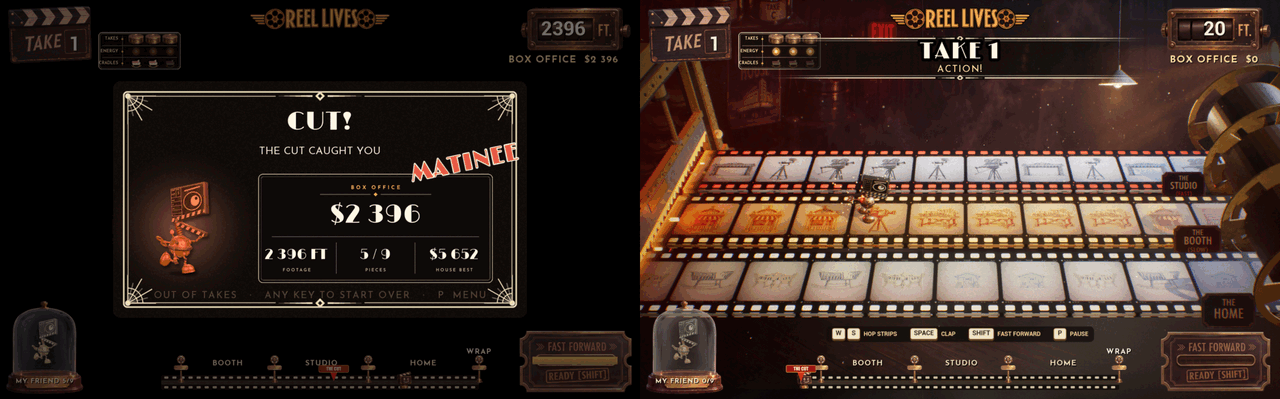 REEL LIVES
TAKE 1
TAKES
ENERGY
CRADLES
2396 FT.
BOX OFFICE $2 396
CUT!
THE CUT CAUGHT YOU
MATINEE
BOX OFFICE
$2 396
2 396 FT
FOOTAGE
5 / 9
PIECES
$5 652
HOUSE BEST
OUT OF TAKES · ANY KEY TO START OVER · P MENU
MY FRIEND 5/9
BOOTH
STUDIO
THE CUT
HOME
WRAP
FAST FORWARD
READY [SHIFT]
REEL LIVES
TAKE 1
TAKES
ENERGY
CRADLES
EXIT
TAKE 1
ACTION!
20 FT.
BOX OFFICE $0
THE STUDIO
THE BOOTH
(SLOW)
THE HOME
W S HOP STRIPS SPACE CLAP SHIFT FAST FORWARD P PAUSE
MY FRIEND 0/9
THE CUT
BOOTH
STUDIO
HOME
WRAP
FAST FORWARD
READY [SHIFT]